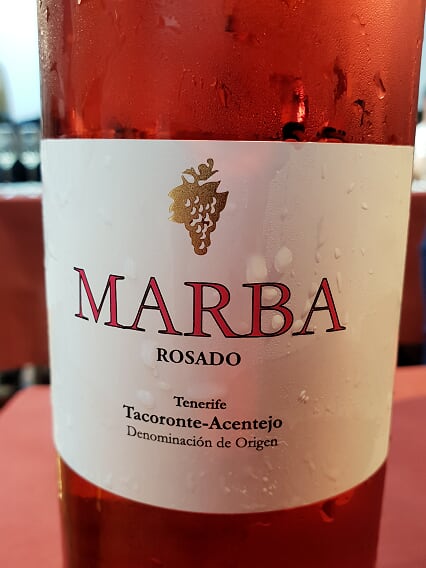 MARBA
ROSADO
Tenerife
Tacoronte-Acentejo
Denominación de Origen